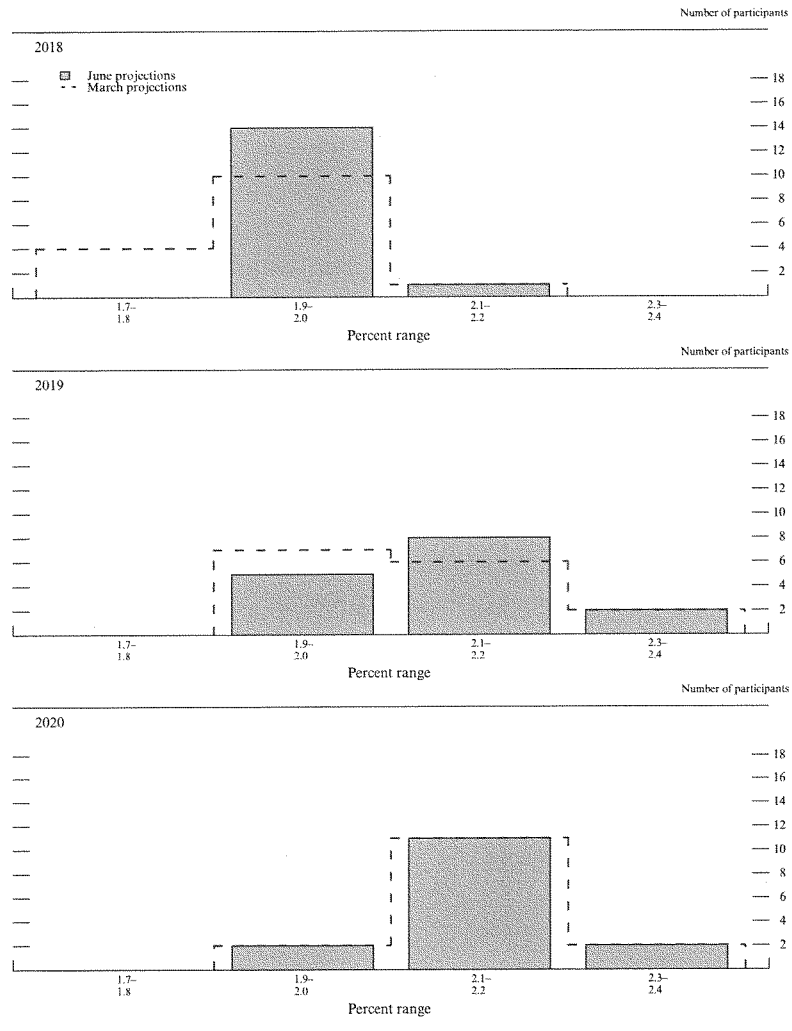 Number of participants
2018
June projections
March projections
18
16
14
12
10
8
6
4
2
1.7– 1.9– 2.1– 2.3–
1.8 2.0 2.2 2.4
Percent range
Number of participants
2019
18
16
14
12
10
8
6
4
2
1.7– 1.9– 2.1– 2.3–
1.8 2.0 2.2 2.4
Percent range
Number of participants
2020
18
16
14
12
10
8
6
4
2
1.7– 1.9– 2.1– 2.3–
1.8 2.0 2.2 2.4
Percent range